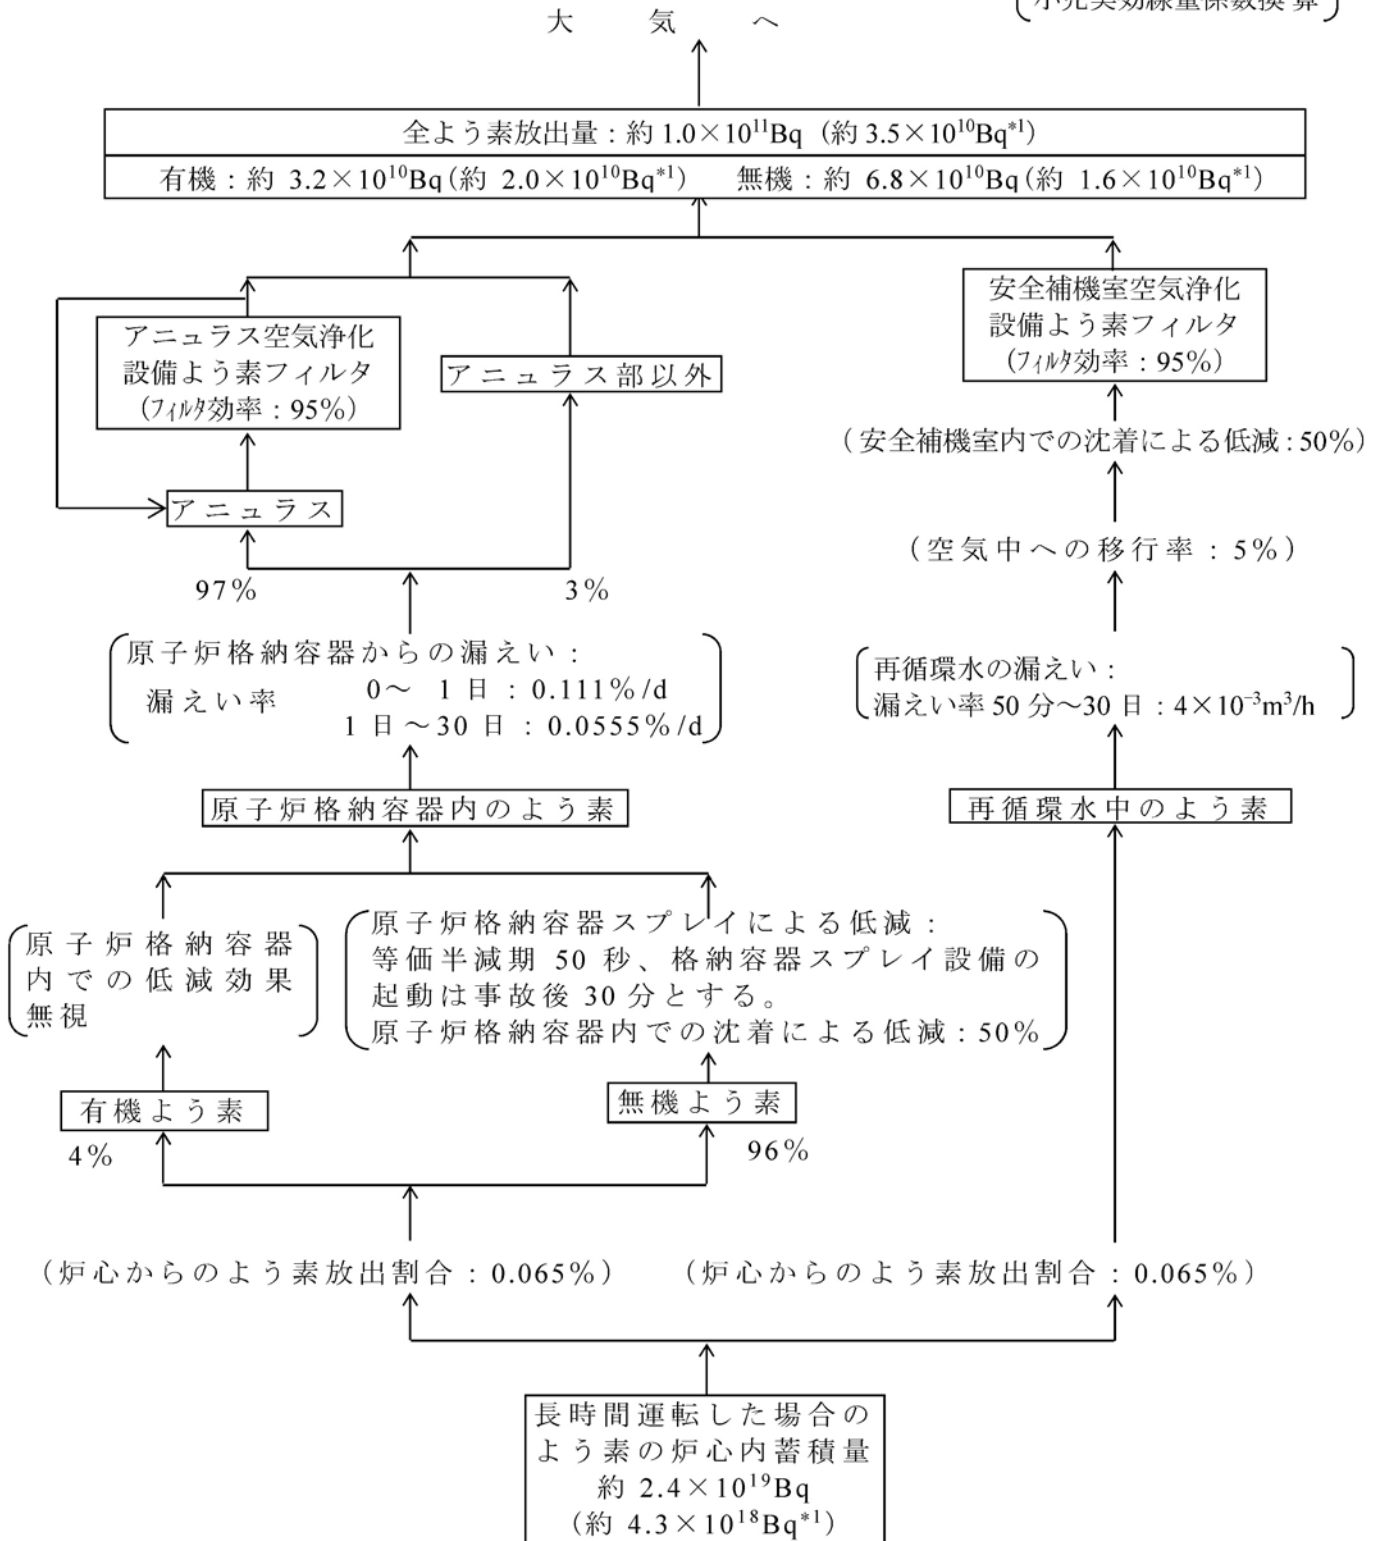 大気へ
全よう素放出量：約1.0×10¹¹Bq（約3.5×10¹⁰Bq*¹）
有機：約 3.2×10¹⁰Bq(約 2.0×10¹⁰Bq*¹) 無機：約 6.8×10¹⁰Bq(約 1.6×10¹⁰Bq*¹)
アニュラス空気浄化
設備よう素フィルタ
(フィルタ効率：95%)
アニュラス部以外
安全補機室空気浄化
設備よう素フィルタ
(フィルタ効率：95%)
(安全補機室内での沈着による低減：50%)
アニュラス
(空気中への移行率：5%)
97% 3%
原子炉格納容器からの漏えい：
漏えい率 0～ 1日：0.111%/d
1日～30日：0.0555%/d
再循環水の漏えい：
漏えい率50分～30日：4×10⁻³m³/h
原子炉格納容器内のよう素
再循環水中のよう素
原子炉格納容器
内での低減効果
無視
原子炉格納容器スプレイによる低減：
等価半減期 50 秒、格納容器スプレイ設備の
起動は事故後30分とする。
原子炉格納容器内での沈着による低減：50%
有機よう素
4%
無機よう素
96%
(炉心からのよう素放出割合：0.065%) (炉心からのよう素放出割合：0.065%)
長時間運転した場合の
よう素の炉心内蓄積量
約 2.4×10¹⁹Bq
(約 4.3×10¹⁸Bq*¹)